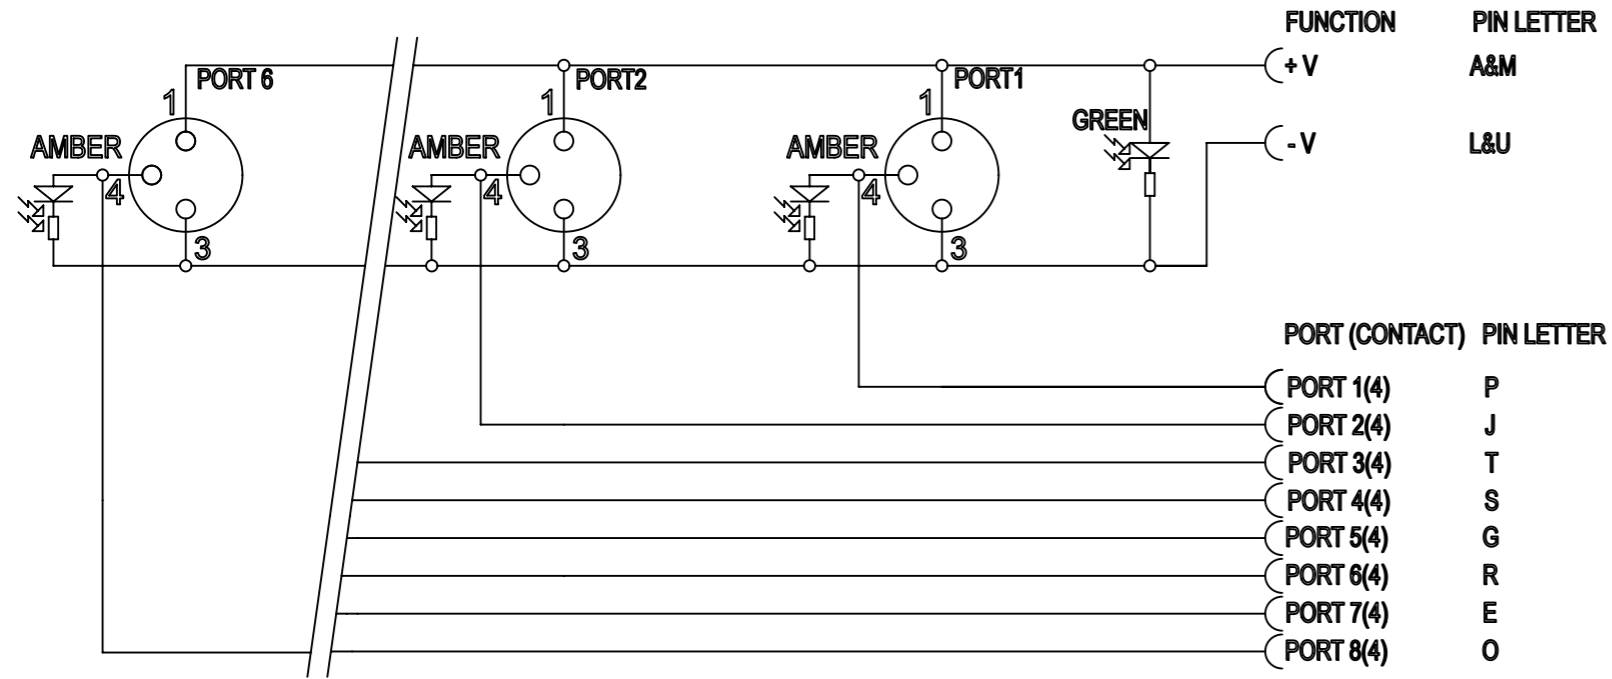 FUNCTION PIN LETTER
+ V A&M
- V L&U
PORT 6
1
AMBER
4
3
PORT2
1
AMBER
4
3
PORT1
1
AMBER
4
3
GREEN
PORT (CONTACT) PIN LETTER
PORT 1(4) P
PORT 2(4) J
PORT 3(4) T
PORT 4(4) S
PORT 5(4) G
PORT 6(4) R
PORT 7(4) E
PORT 8(4) O